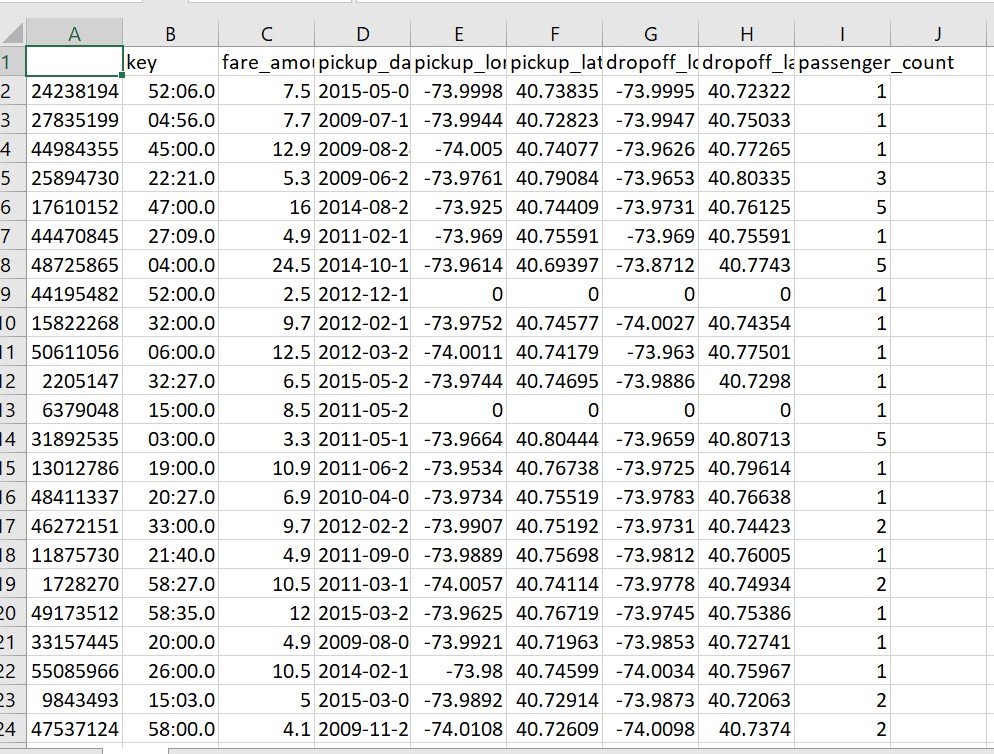 A B C D E F G H I J
1 key fare_amou pickup_da pickup_lon pickup_lat dropoff_lo dropoff_la passenger_count
2 24238194 52:06.0 7.5 2015-05-0 -73.9998 40.73835 -73.9995 40.72322 1
3 27835199 04:56.0 7.7 2009-07-1 -73.9944 40.72823 -73.9947 40.75033 1
4 44984355 45:00.0 12.9 2009-08-2 -74.005 40.74077 -73.9626 40.77265 1
5 25894730 22:21.0 5.3 2009-06-2 -73.9761 40.79084 -73.9653 40.80335 3
6 17610152 47:00.0 16 2014-08-2 -73.925 40.74409 -73.9731 40.76125 5
7 44470845 27:09.0 4.9 2011-02-1 -73.969 40.75591 -73.969 40.75591 1
8 48725865 04:00.0 24.5 2014-10-1 -73.9614 40.69397 -73.8712 40.7743 5
9 44195482 52:00.0 2.5 2012-12-1 0 0 0 0 1
10 15822268 32:00.0 9.7 2012-02-1 -73.9752 40.74577 -74.0027 40.74354 1
11 50611056 06:00.0 12.5 2012-03-2 -74.0011 40.74179 -73.963 40.77501 1
12 2205147 32:27.0 6.5 2015-05-2 -73.9744 40.74695 -73.9886 40.7298 1
13 6379048 15:00.0 8.5 2011-05-2 0 0 0 0 1
14 31892535 03:00.0 3.3 2011-05-1 -73.9664 40.80444 -73.9659 40.80713 5
15 13012786 19:00.0 10.9 2011-06-2 -73.9534 40.76738 -73.9725 40.79614 1
16 48411337 20:27.0 6.9 2010-04-0 -73.9734 40.75519 -73.9783 40.76638 1
17 46272151 33:00.0 9.7 2012-02-2 -73.9907 40.75192 -73.9731 40.74423 2
18 11875730 21:40.0 4.9 2011-09-0 -73.9889 40.75698 -73.9812 40.76005 1
19 1728270 58:27.0 10.5 2011-03-1 -74.0057 40.74114 -73.9778 40.74934 2
20 49173512 58:35.0 12 2015-03-2 -73.9625 40.76719 -73.9745 40.75386 1
21 33157445 20:00.0 4.9 2009-08-0 -73.9921 40.71963 -73.9853 40.72741 1
22 55085966 26:00.0 10.5 2014-02-1 -73.98 40.74599 -74.0034 40.75967 1
23 9843493 15:03.0 5 2015-03-0 -73.9892 40.72914 -73.9873 40.72063 2
24 47537124 58:00.0 4.1 2009-11-2 -74.0108 40.72609 -74.0098 40.7374 2